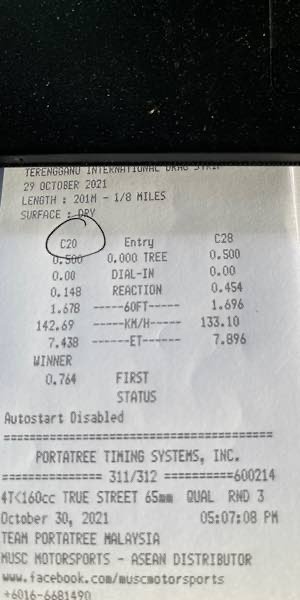 TERENGGANU INTERNATIONAL DRAG STRIP
29 OCTOBER 2021
LENGTH : 201M - 1/8 MILES
SURFACE : DRY
C20 Entry C28
0.500 0.000 TREE 0.500
0.00 DIAL-IN 0.00
0.148 REACTION 0.454
1.678 -----60FT----- 1.696
142.69 -----KM/H----- 133.10
7.438 ------ET------ 7.896
WINNER
0.764 FIRST
STATUS
Autostart Disabled
========================================
PORTATREE TIMING SYSTEMS, INC.
============== 311/312 ==========600214
4T<160cc TRUE STREET 65mm QUAL RND 3
October 30, 2021 05:07:08 PM
TEAM PORTATREE MALAYSIA
MUSC MOTORSPORTS - ASEAN DISTRIBUTOR
www.facebook.com/muscmotorsports
+6016-6681490